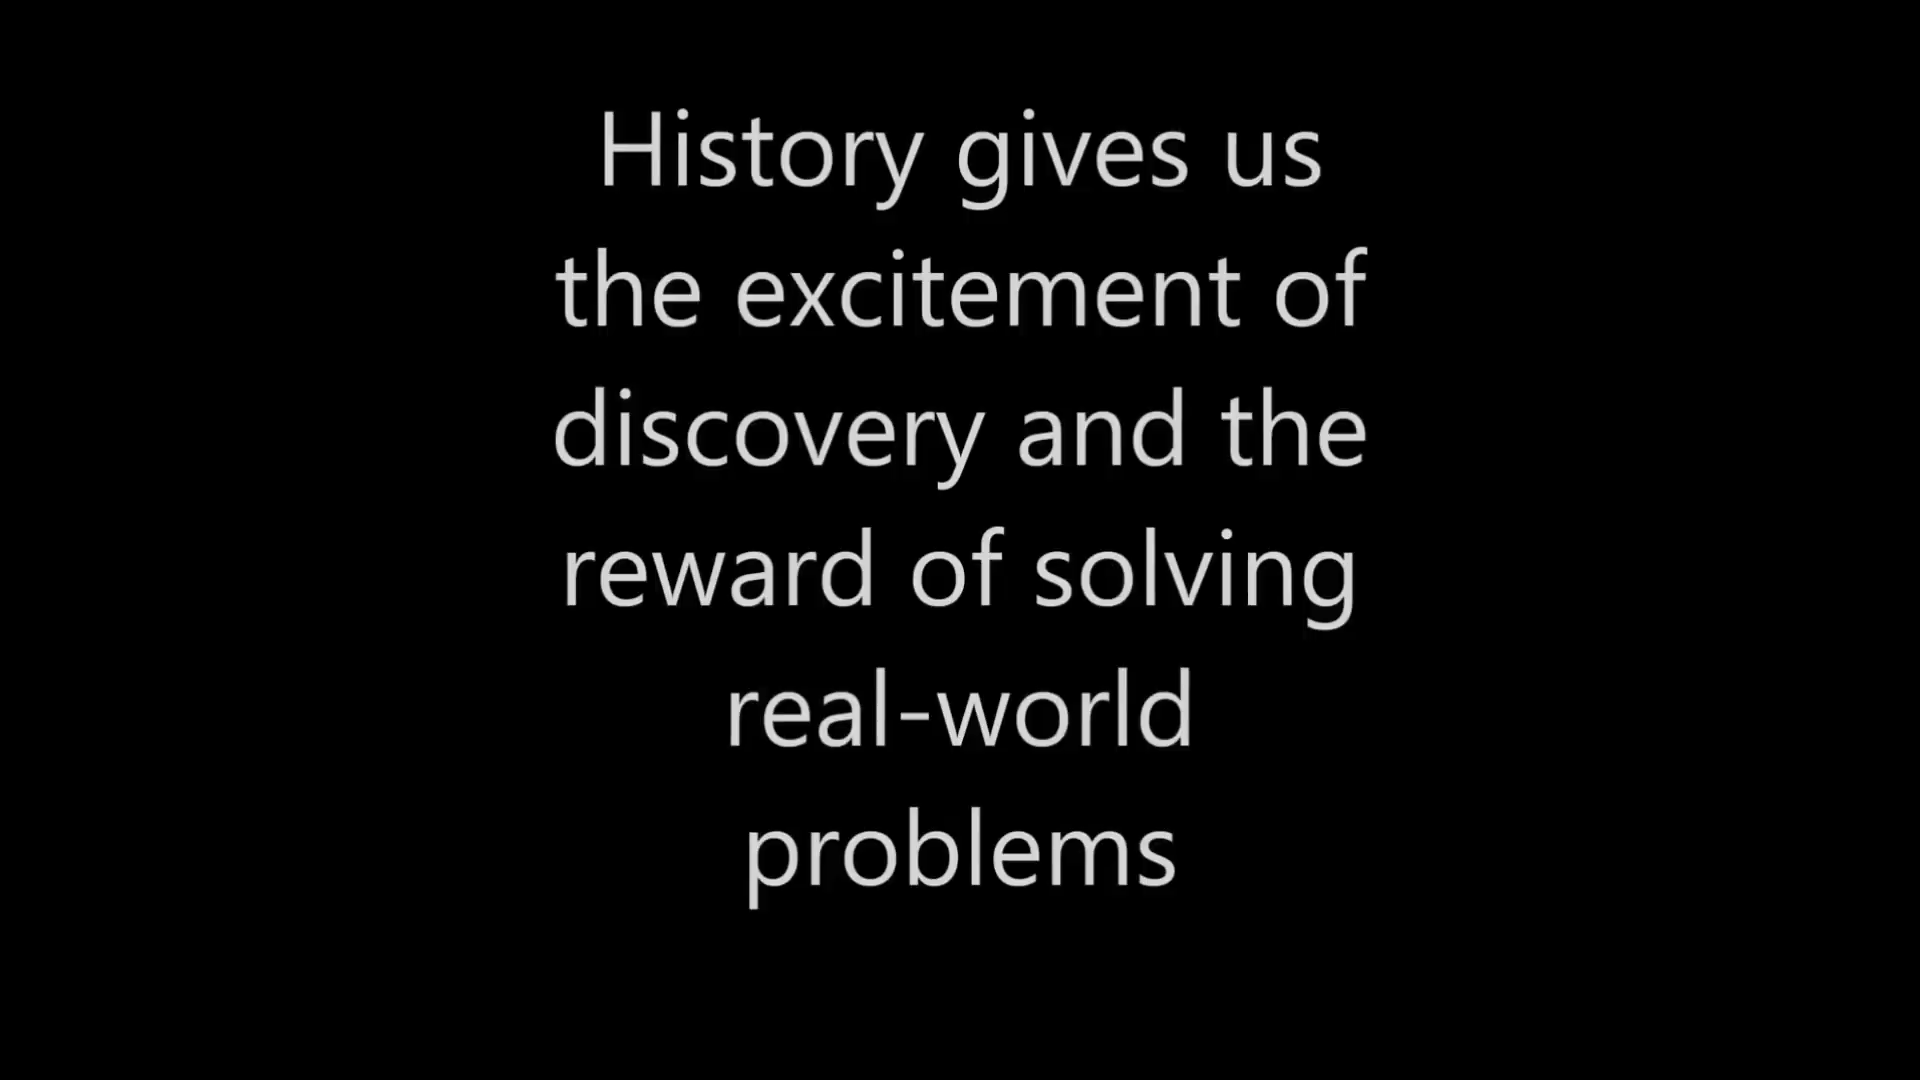 History gives us
the excitement of
discovery and the
reward of solving
real-world
problems